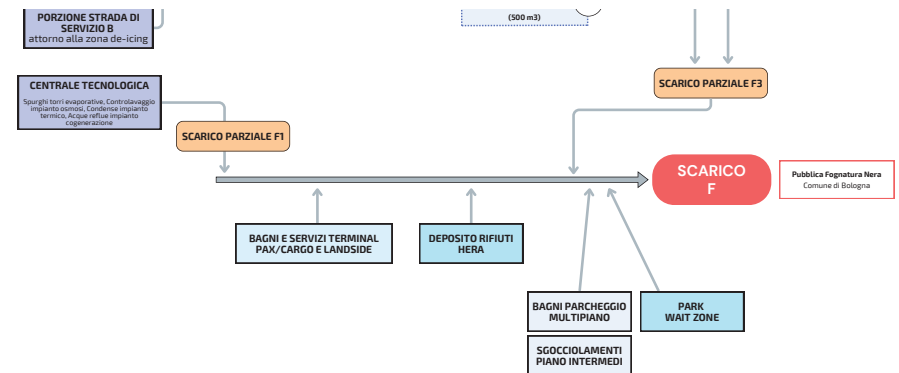 PORZIONE STRADA DI
SERVIZIO B
attorno alla zona de-icing
(500 m3)
CENTRALE TECNOLOGICA
Spurghi torri evaporative, Controlavaggio
impianto osmosi, Condense impianto
termico, Acque reflue impianto
cogenerazione
SCARICO PARZIALE F3
SCARICO PARZIALE F1
SCARICO
F
Pubblica Fognatura Nera
Comune di Bologna
BAGNI E SERVIZI TERMINAL
PAX/CARGO E LANDSIDE
DEPOSITO RIFIUTI
HERA
BAGNI PARCHEGGIO
MULTIPIANO
PARK
WAIT ZONE
SGOCCIOLAMENTI
PIANO INTERMEDI